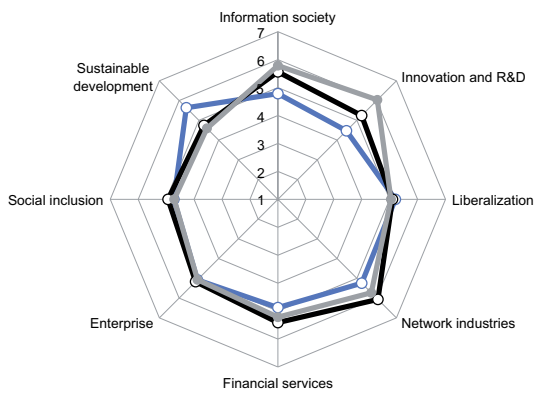 Information society
7
6
5
4
3
2
1
Sustainable
development
Innovation and R&D
Social inclusion
Liberalization
Enterprise
Network industries
Financial services